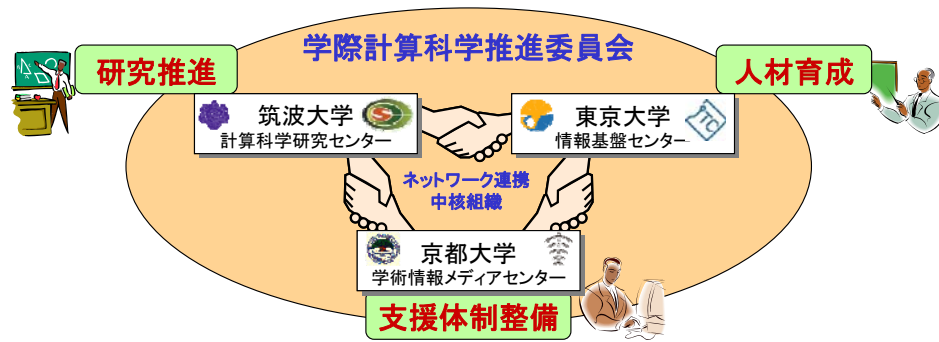 学際計算科学推進委員会
研究推進
人材育成
筑波大学
計算科学研究センター
東京大学
情報基盤センター
ITC
ネットワーク連携
中核組織
京都大学
学術情報メディアセンター
支援体制整備